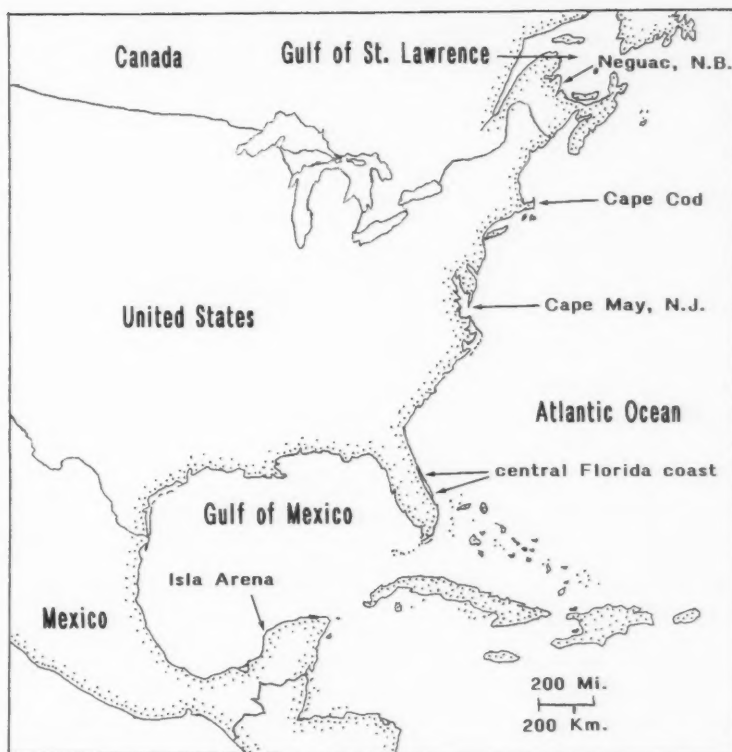 Canada
Gulf of St. Lawrence
Neguac, N.B.
Cape Cod
Cape May, N.J.
United States
Atlantic Ocean
central Florida coast
Gulf of Mexico
Isla Arena
Mexico
200 Mi.
200 Km.